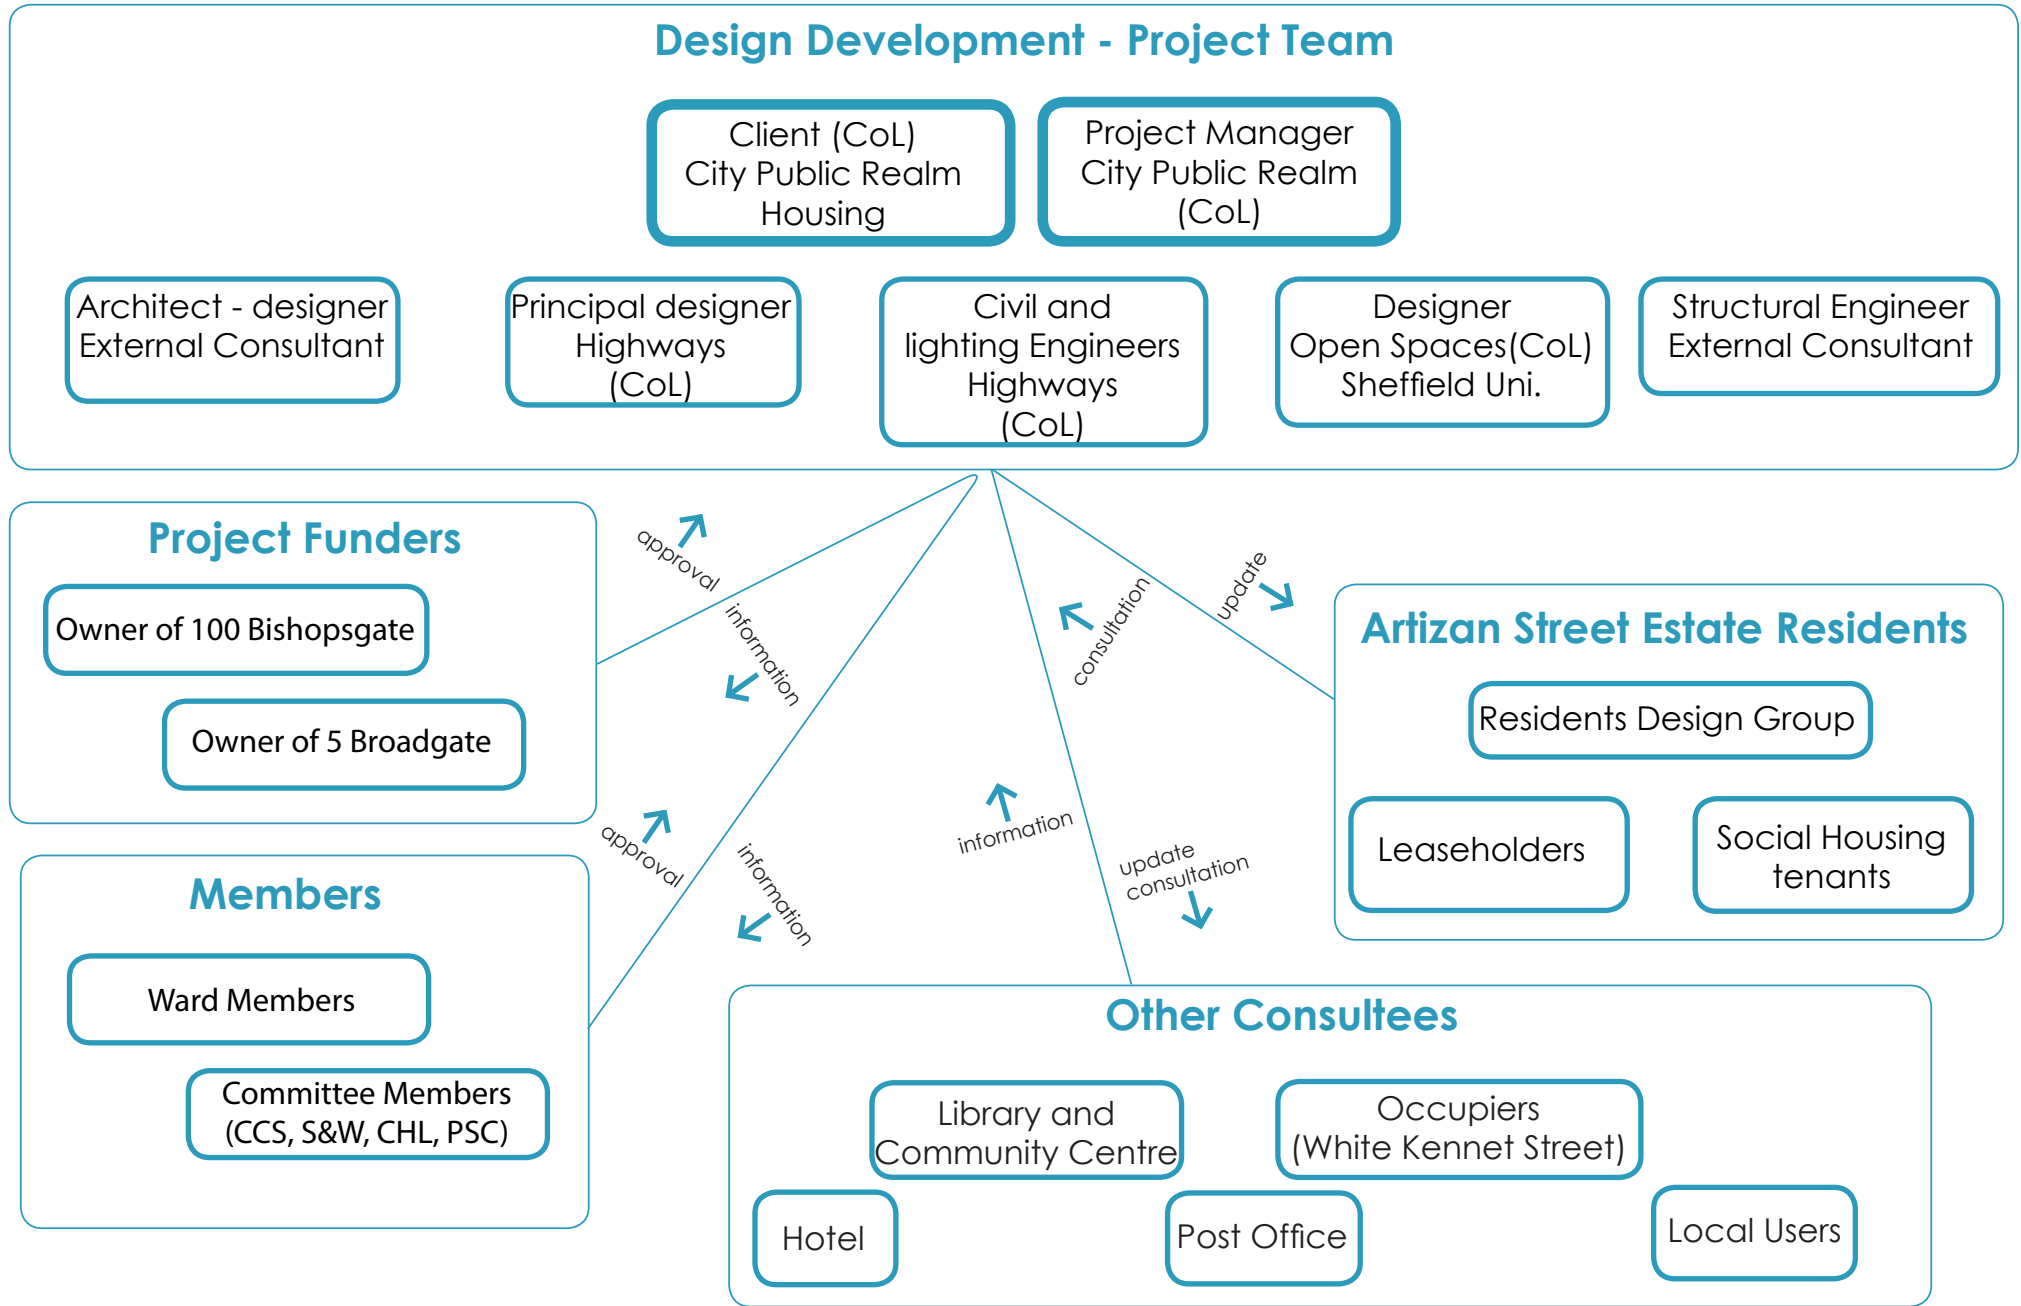 Design Development - Project Team
Client (CoL)
City Public Realm
Housing
Project Manager
City Public Realm
(CoL)
Architect - designer
External Consultant
Principal designer
Highways
(CoL)
Civil and
lighting Engineers
Highways
(CoL)
Designer
Open Spaces(CoL)
Sheffield Uni.
Structural Engineer
External Consultant
Project Funders
Owner of 100 Bishopsgate
Owner of 5 Broadgate
approval
information
consultation
update
Artizan Street Estate Residents
Residents Design Group
Leaseholders
Social Housing
tenants
Members
Ward Members
Committee Members
(CCS, S&W, CHL, PSC)
approval
information
information
update
consultation
Other Consultees
Library and
Community Centre
Occupiers
(White Kennet Street)
Hotel
Post Office
Local Users